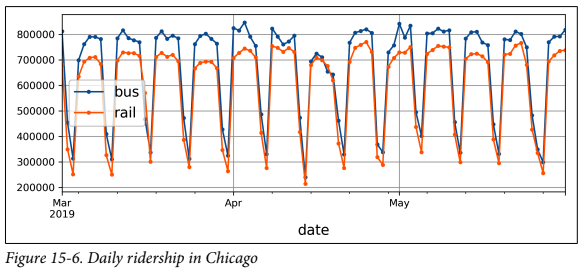 800000
700000
600000
500000
400000
300000
200000
bus
rail
Mar
2019
Apr
May
date
Figure 15-6. Daily ridership in Chicago